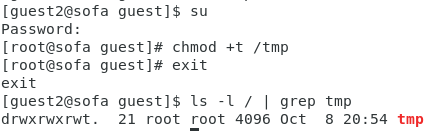 [guest2@sofa guest]$ su
Password:
[root@sofa guest]# chmod +t /tmp
[root@sofa guest]# exit
exit
[guest2@sofa guest]$ ls -l / | grep tmp
drwxrwxrwt.  21 root root 4096 Oct  8 20:54 tmp